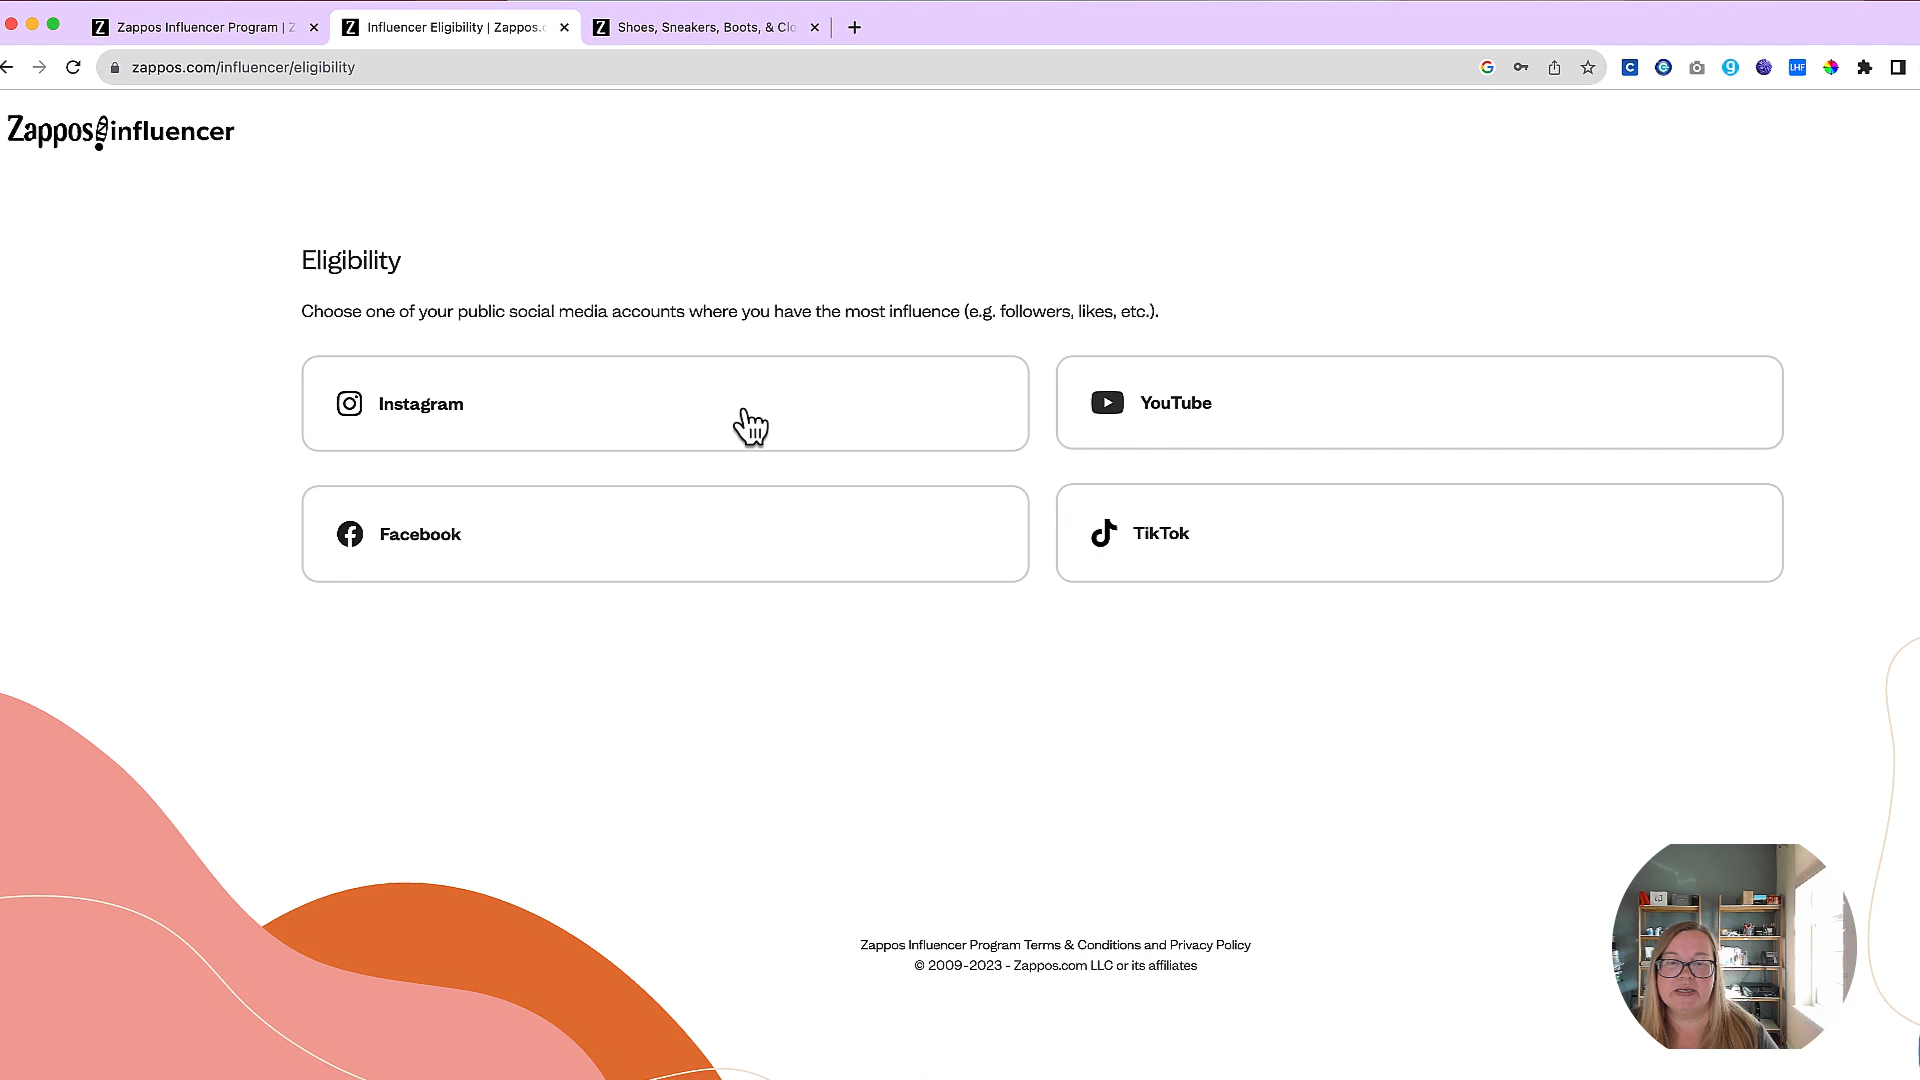 Zappos Influencer Program | Z
Influencer Eligibility | Zappos.c
Shoes, Sneakers, Boots, & Clo
zappos.com/influencer/eligibility
Zappos influencer
Eligibility
Choose one of your public social media accounts where you have the most influence (e.g. followers, likes, etc.).
Instagram
YouTube
Facebook
TikTok
Zappos Influencer Program Terms & Conditions and Privacy Policy
© 2009-2023 - Zappos.com LLC or its affiliates